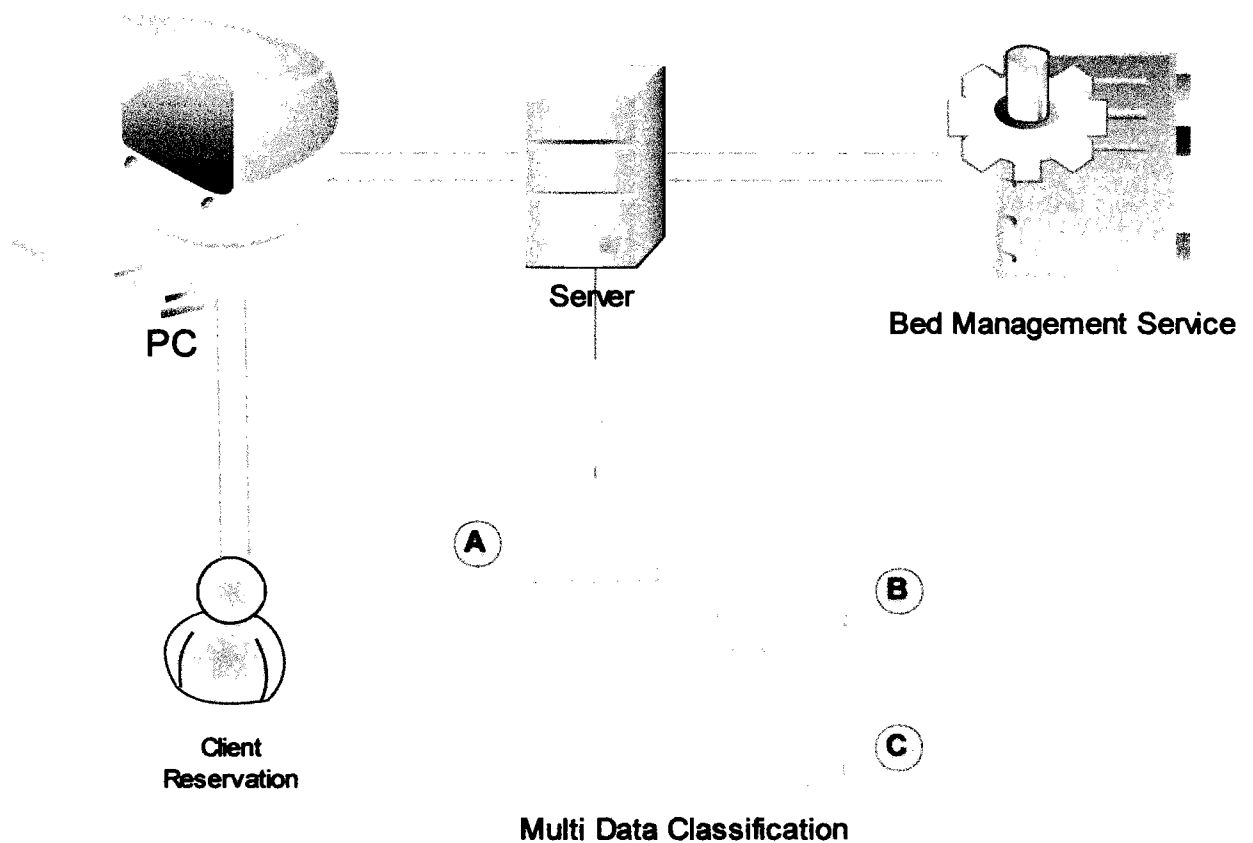 Server
Bed Management Service
PC
A
B
Client
Reservation
C
Multi Data Classification